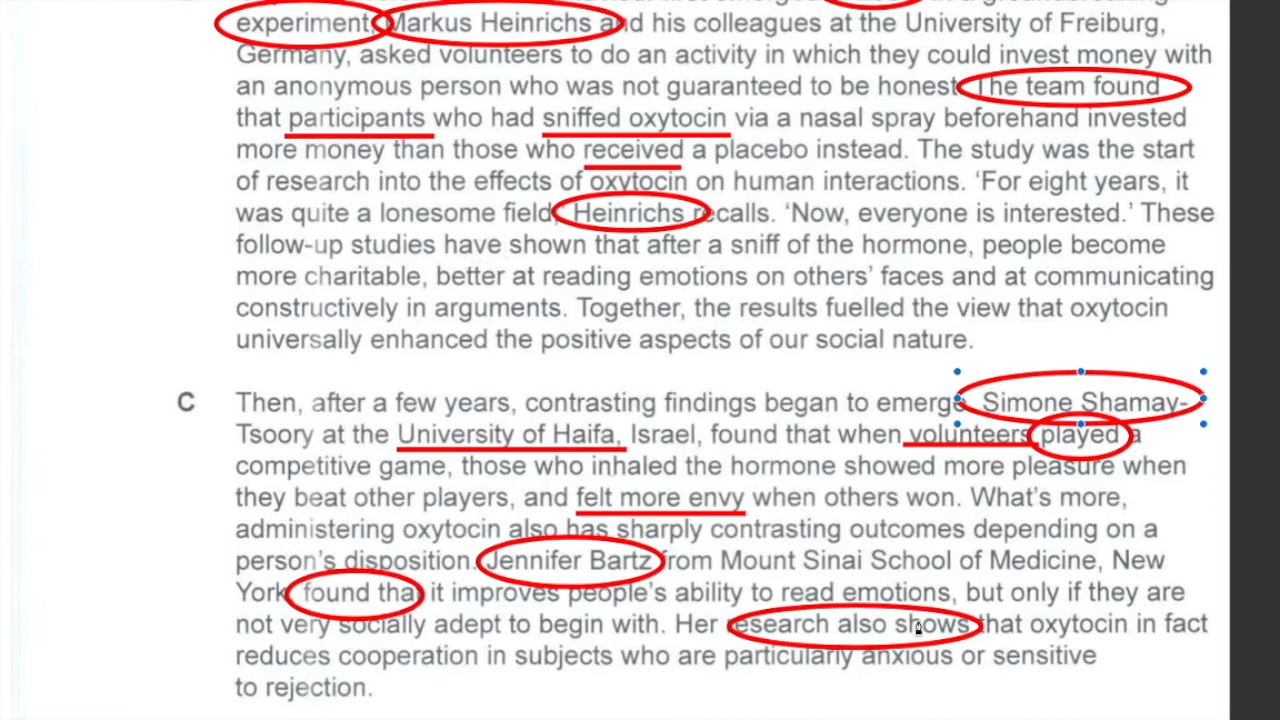 experiment, Markus Heinrichs and his colleagues at the University of Freiburg,
Germany, asked volunteers to do an activity in which they could invest money with
an anonymous person who was not guaranteed to be honest. The team found
that participants who had sniffed oxytocin via a nasal spray beforehand invested
more money than those who received a placebo instead. The study was the start
of research into the effects of oxytocin on human interactions. ‘For eight years, it
was quite a lonesome field,’ Heinrichs recalls. ‘Now, everyone is interested.’ These
follow-up studies have shown that after a sniff of the hormone, people become
more charitable, better at reading emotions on others’ faces and at communicating
constructively in arguments. Together, the results fuelled the view that oxytocin
universally enhanced the positive aspects of our social nature.
C Then, after a few years, contrasting findings began to emerge. Simone Shamay-
Tsoory at the University of Haifa, Israel, found that when volunteers played a
competitive game, those who inhaled the hormone showed more pleasure when
they beat other players, and felt more envy when others won. What’s more,
administering oxytocin also has sharply contrasting outcomes depending on a
person’s disposition. Jennifer Bartz from Mount Sinai School of Medicine, New
York, found that it improves people’s ability to read emotions, but only if they are
not very socially adept to begin with. Her research also shows that oxytocin in fact
reduces cooperation in subjects who are particularly anxious or sensitive
to rejection.